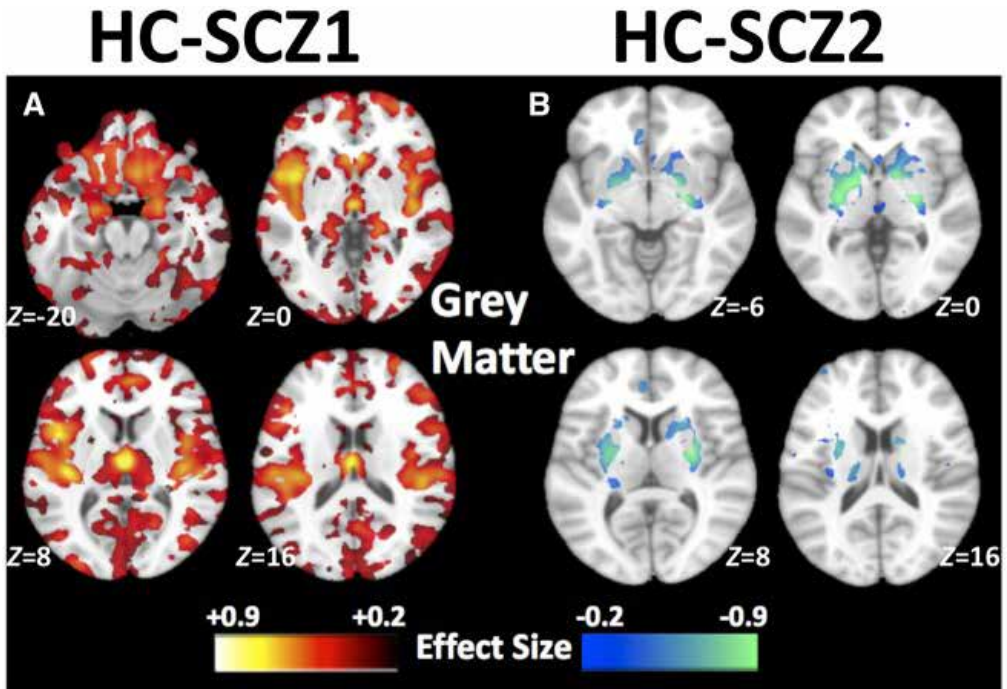 HC-SCZ1
HC-SCZ2
A
B
Z=-20
Z=0
Grey
Matter
Z=-6
Z=0
Z=8
Z=16
Z=8
Z=16
+0.9
+0.2
Effect Size
-0.2
-0.9